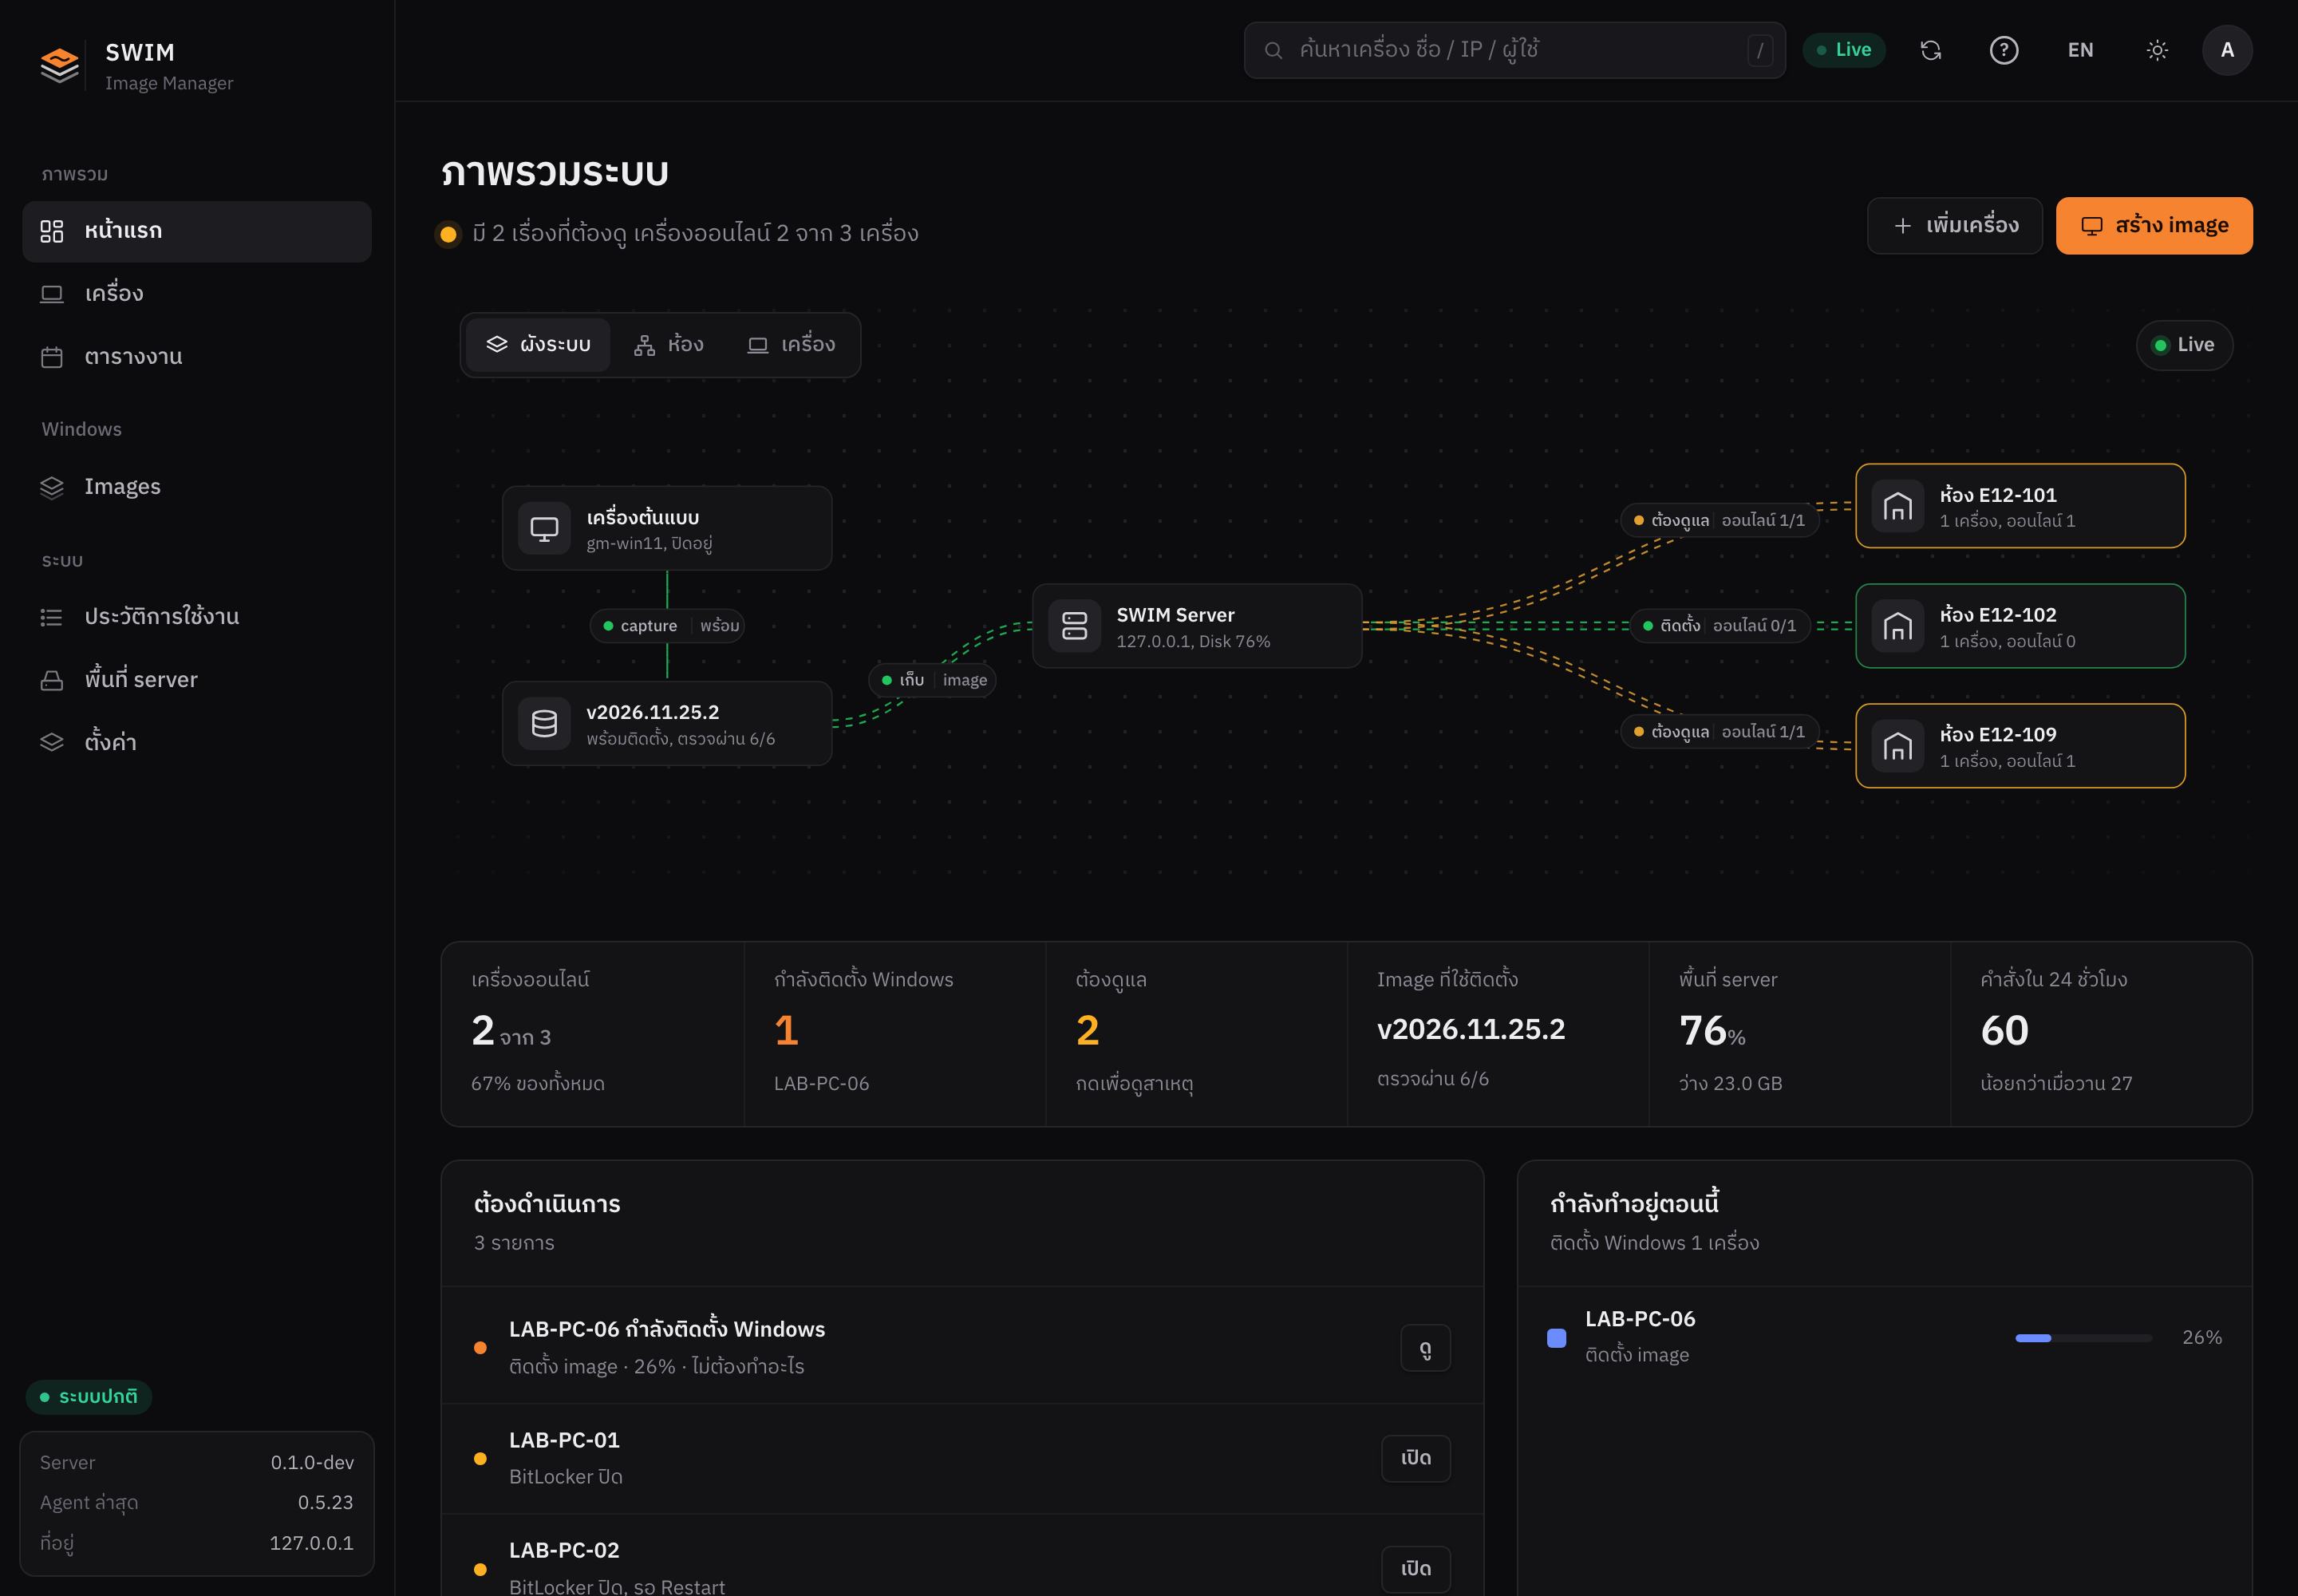 SWIM
Image Manager
ค้นหาเครื่อง ชื่อ / IP / ผู้ใช้
/
Live
?
EN
A
ภาพรวม
หน้าแรก
เครื่อง
ตารางงาน
Windows
Images
ระบบ
ประวัติการใช้งาน
พื้นที่ server
ตั้งค่า
ระบบปกติ
Server 0.1.0-dev
Agent ล่าสุด 0.5.23
ที่อยู่ 127.0.0.1
ภาพรวมระบบ
มี 2 เรื่องที่ต้องดู เครื่องออนไลน์ 2 จาก 3 เครื่อง
เพิ่มเครื่อง
สร้าง image
ผังระบบ
ห้อง
เครื่อง
Live
เครื่องต้นแบบ
gm-win11, ปิดอยู่
capture พร้อม
v2026.11.25.2
พร้อมติดตั้ง, ตรวจผ่าน 6/6
เก็บ image
SWIM Server
127.0.0.1, Disk 76%
ต้องดูแล ออนไลน์ 1/1
ห้อง E12-101
1 เครื่อง, ออนไลน์ 1
ติดตั้ง ออนไลน์ 0/1
ห้อง E12-102
1 เครื่อง, ออนไลน์ 0
ต้องดูแล ออนไลน์ 1/1
ห้อง E12-109
1 เครื่อง, ออนไลน์ 1
เครื่องออนไลน์
2 จาก 3
67% ของทั้งหมด
กำลังติดตั้ง Windows
1
LAB-PC-06
ต้องดูแล
2
กดเพื่อดูสาเหตุ
Image ที่ใช้ติดตั้ง
v2026.11.25.2
ตรวจผ่าน 6/6
พื้นที่ server
76%
ว่าง 23.0 GB
คำสั่งใน 24 ชั่วโมง
60
น้อยกว่าเมื่อวาน 27
ต้องดำเนินการ
3 รายการ
LAB-PC-06 กำลังติดตั้ง Windows
ติดตั้ง image · 26% · ไม่ต้องทำอะไร
ดู
LAB-PC-01
BitLocker ปิด
เปิด
LAB-PC-02
BitLocker ปิด, รอ Restart
เปิด
กำลังทำอยู่ตอนนี้
ติดตั้ง Windows 1 เครื่อง
LAB-PC-06
ติดตั้ง image
26%